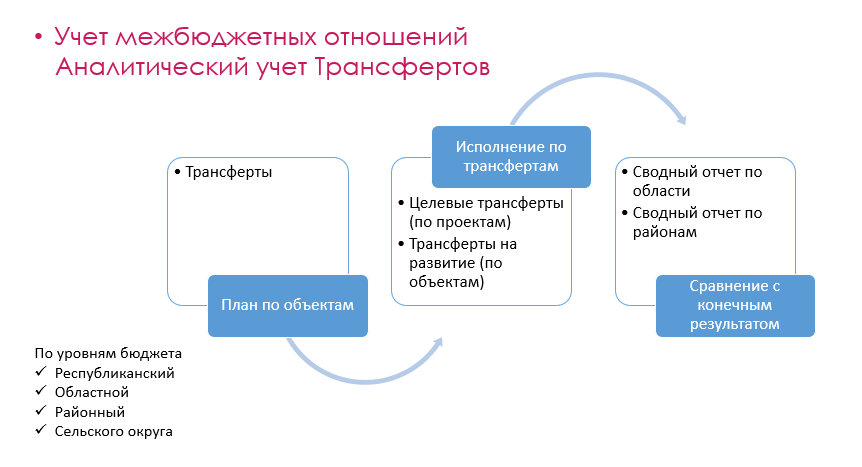 • Учет межбюджетных отношений
Аналитический учет Трансфертов
• Трансферты
План по объектам
Исполнение по
трансфертам
• Целевые трансферты
(по проектам)
• Трансферты на
развитие (по
объектам)
• Сводный отчет по
области
• Сводный отчет по
районам
Сравнение с
конечным
результатом
По уровням бюджета
✓ Республиканский
✓ Областной
✓ Районный
✓ Сельского округа